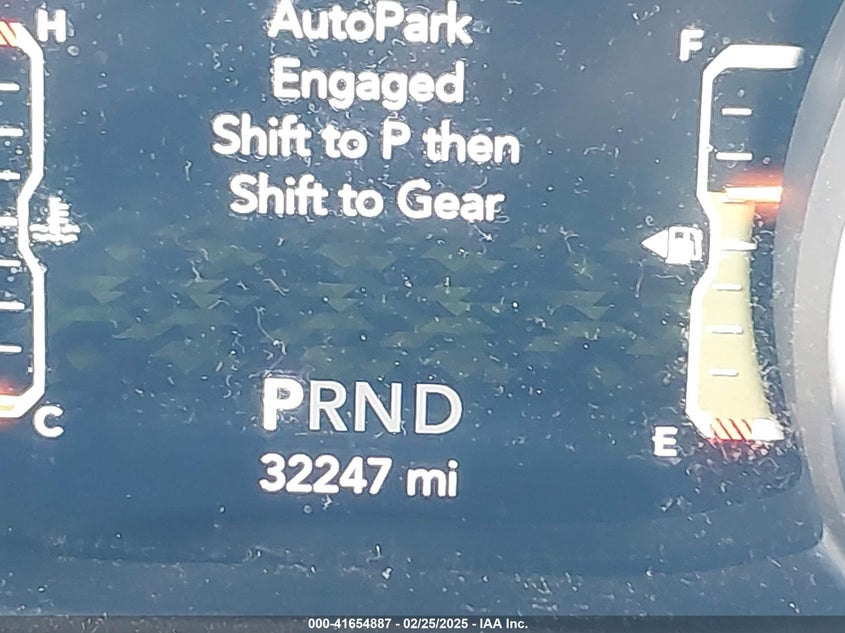 H
AutoPark
F
Engaged
Shift to P then
Shift to Gear
PRND
C
E
32247 mi
000-41654887 - 02/25/2025 - IAA Inc.